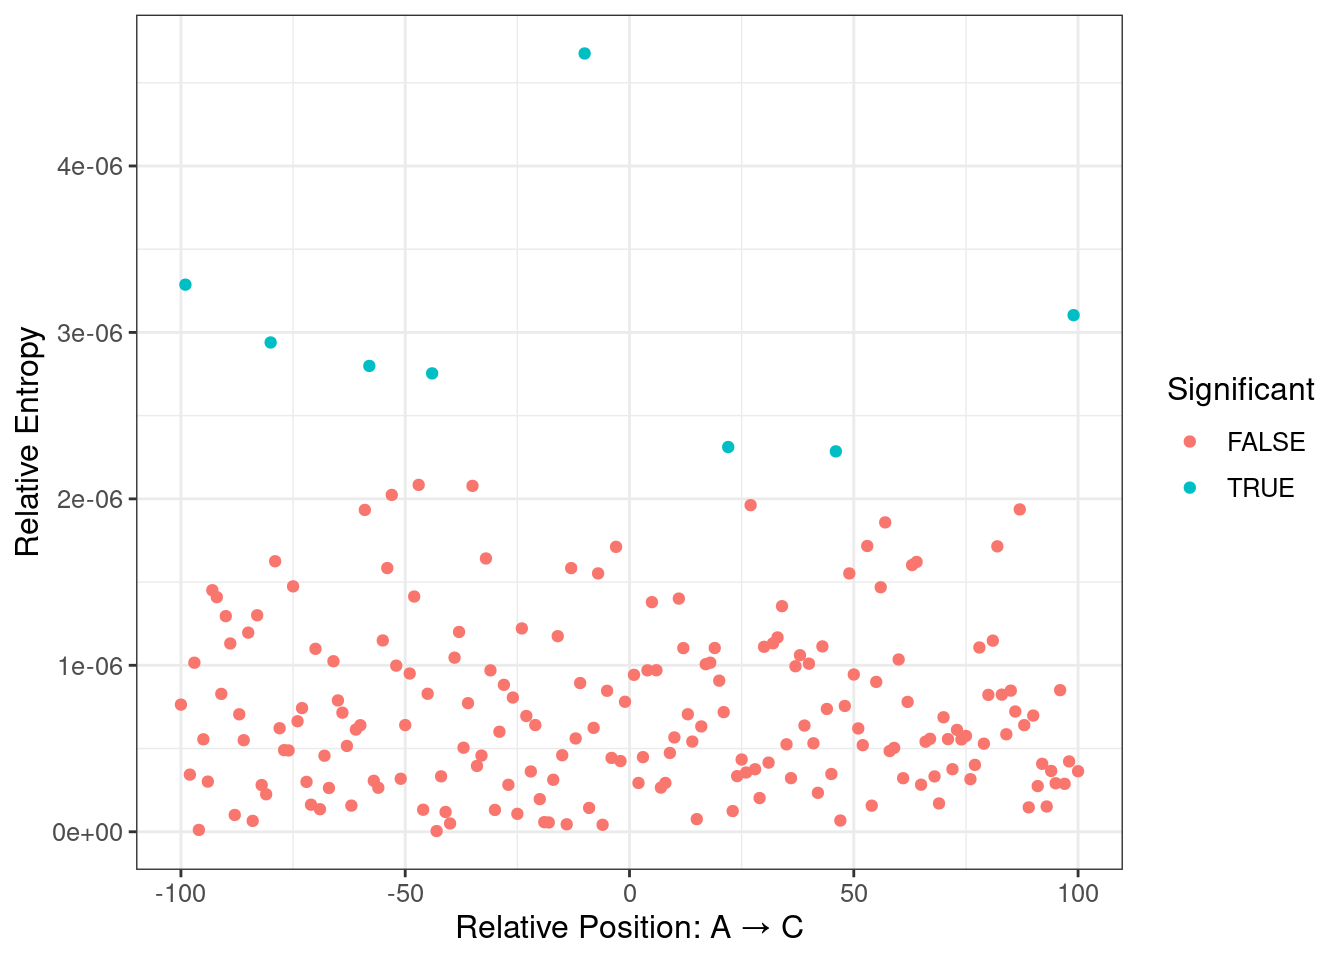 4e-06
3e-06
2e-06
1e-06
0e+00
Relative Entropy
-100
-50
0
50
100
Relative Position: A → C
Significant
FALSE
TRUE